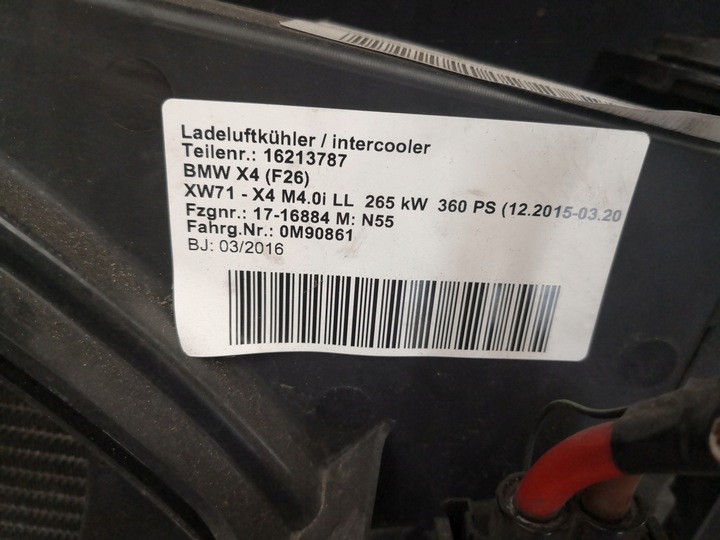 Ladeluftkühler / intercooler
Teilenr.: 16213787
BMW X4 (F26)
XW71 - X4 M4.0i LL 265 kW 360 PS (12.2015-03.20
Fzgnr.: 17-16884 M: N55
Fahrg.Nr.: 0M90861
BJ: 03/2016